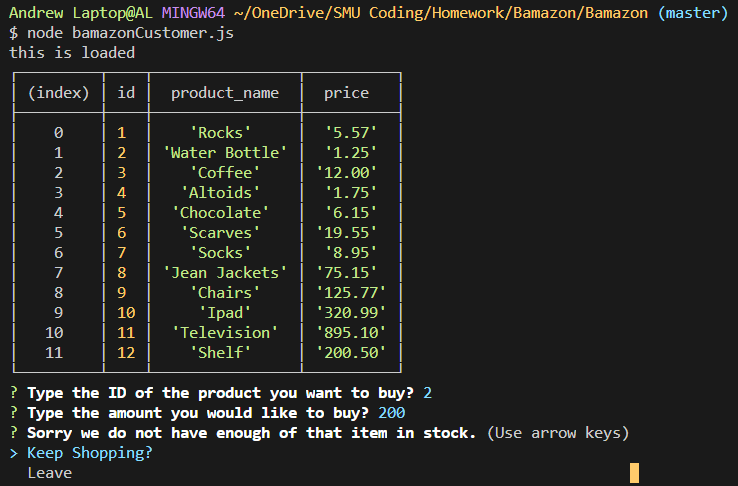 Andrew Laptop@AL MINGW64 ~/OneDrive/SMU Coding/Homework/Bamazon/Bamazon (master)
$ node bamazonCustomer.js
this is loaded
(index) id product_name price
0 1 'Rocks' '5.57'
1 2 'Water Bottle' '1.25'
2 3 'Coffee' '12.00'
3 4 'Altoids' '1.75'
4 5 'Chocolate' '6.15'
5 6 'Scarves' '19.55'
6 7 'Socks' '8.95'
7 8 'Jean Jackets' '75.15'
8 9 'Chairs' '125.77'
9 10 'Ipad' '320.99'
10 11 'Television' '895.10'
11 12 'Shelf' '200.50'
? Type the ID of the product you want to buy? 2
? Type the amount you would like to buy? 200
? Sorry we do not have enough of that item in stock. (Use arrow keys)
> Keep Shopping?
Leave